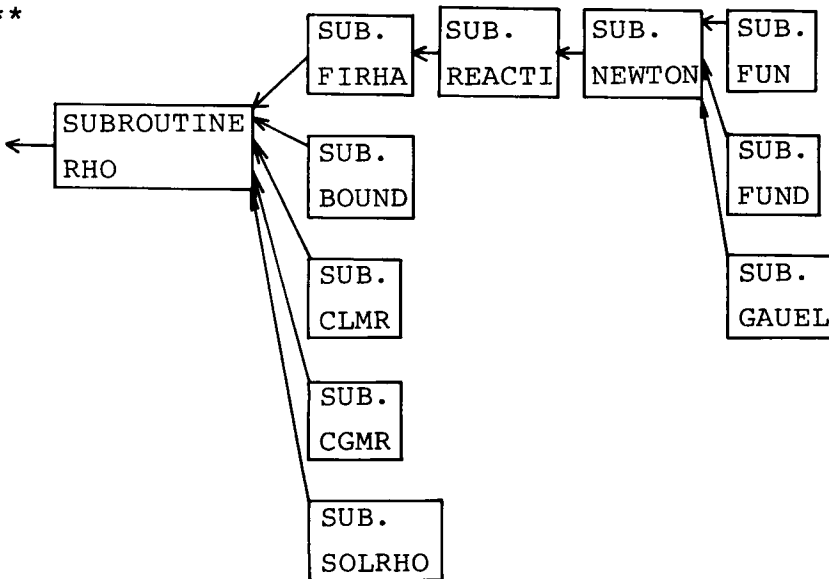 **
SUB.
FIRHA
SUB.
REACTI
SUB.
NEWTON
SUB.
FUN
SUBROUTINE
RHO
SUB.
BOUND
SUB.
FUND
SUB.
CLMR
SUB.
GAUEL
SUB.
CGMR
SUB.
SOLRHO